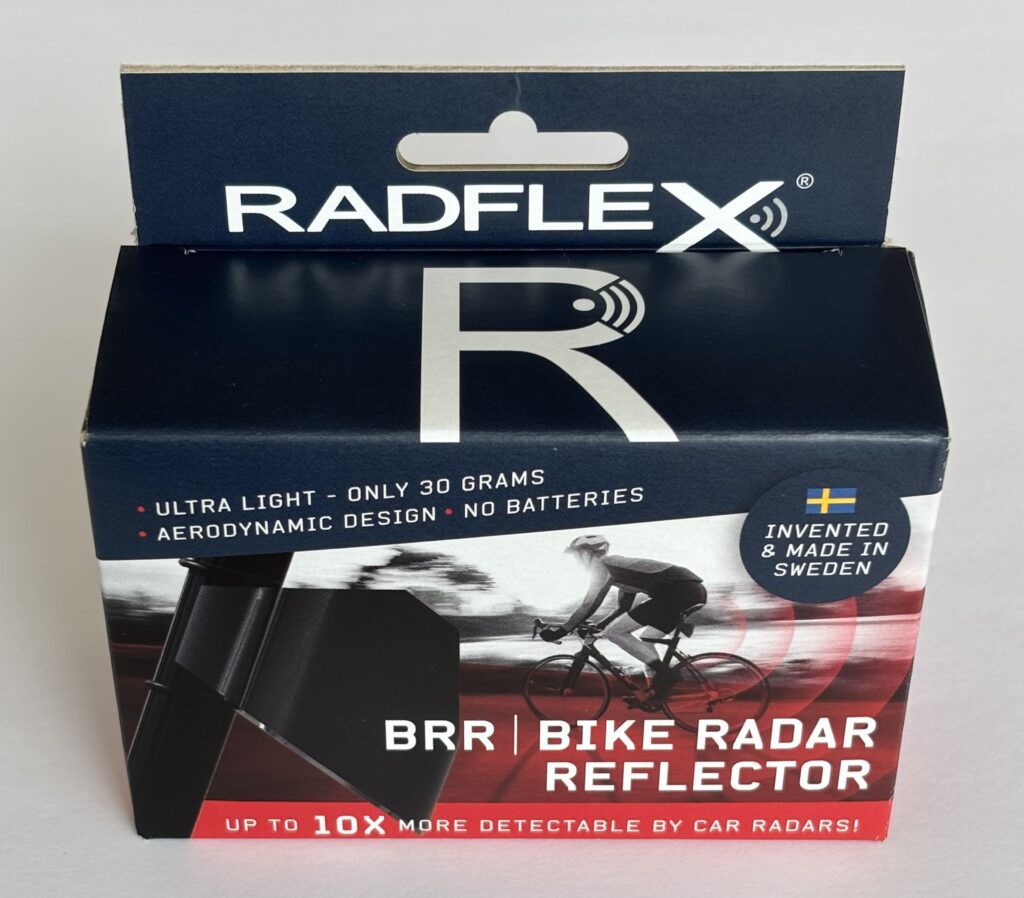 RADFLEX®
R
• ULTRA LIGHT - ONLY 30 GRAMS
• AERODYNAMIC DESIGN • NO BATTERIES
INVENTED
& MADE IN
SWEDEN
BRR | BIKE RADAR
REFLECTOR
UP TO 10X MORE DETECTABLE BY CAR RADARS!